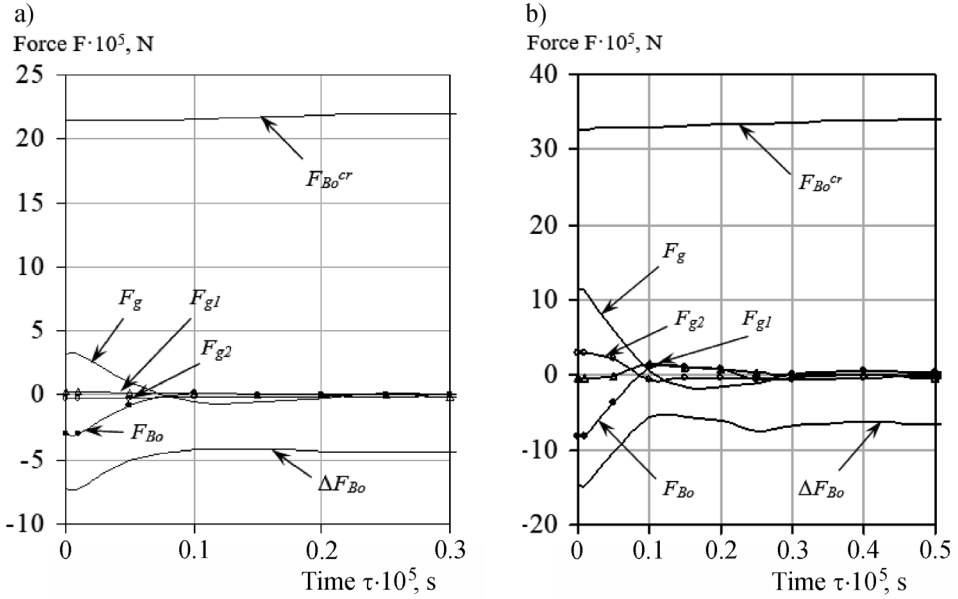 a)
Force F·10⁵, N
25
20
15
10
5
0
-5
-10
F_Bo^cr
F_g
F_g1
F_g2
F_Bo
ΔF_Bo
0
0.1
0.2
0.3
Time τ·10⁵, s
b)
Force F·10⁵, N
40
30
20
10
0
-10
-20
F_Bo^cr
F_g
F_g2
F_g1
F_Bo
ΔF_Bo
0
0.1
0.2
0.3
0.4
0.5
Time τ·10⁵, s